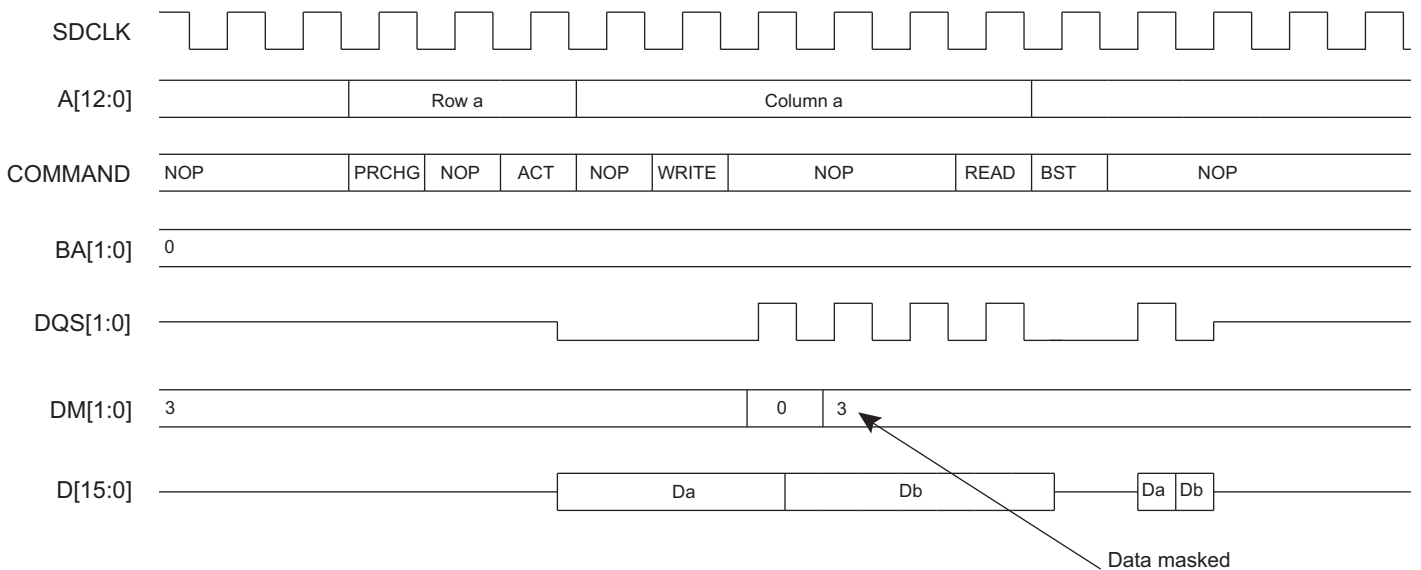 SDCLK
A[12:0] Row a Column a
COMMAND NOP PRCHG NOP ACT NOP WRITE NOP READ BST NOP
BA[1:0] 0
DQS[1:0]
DM[1:0] 3 0 3
D[15:0] Da Db Da Db
Data masked